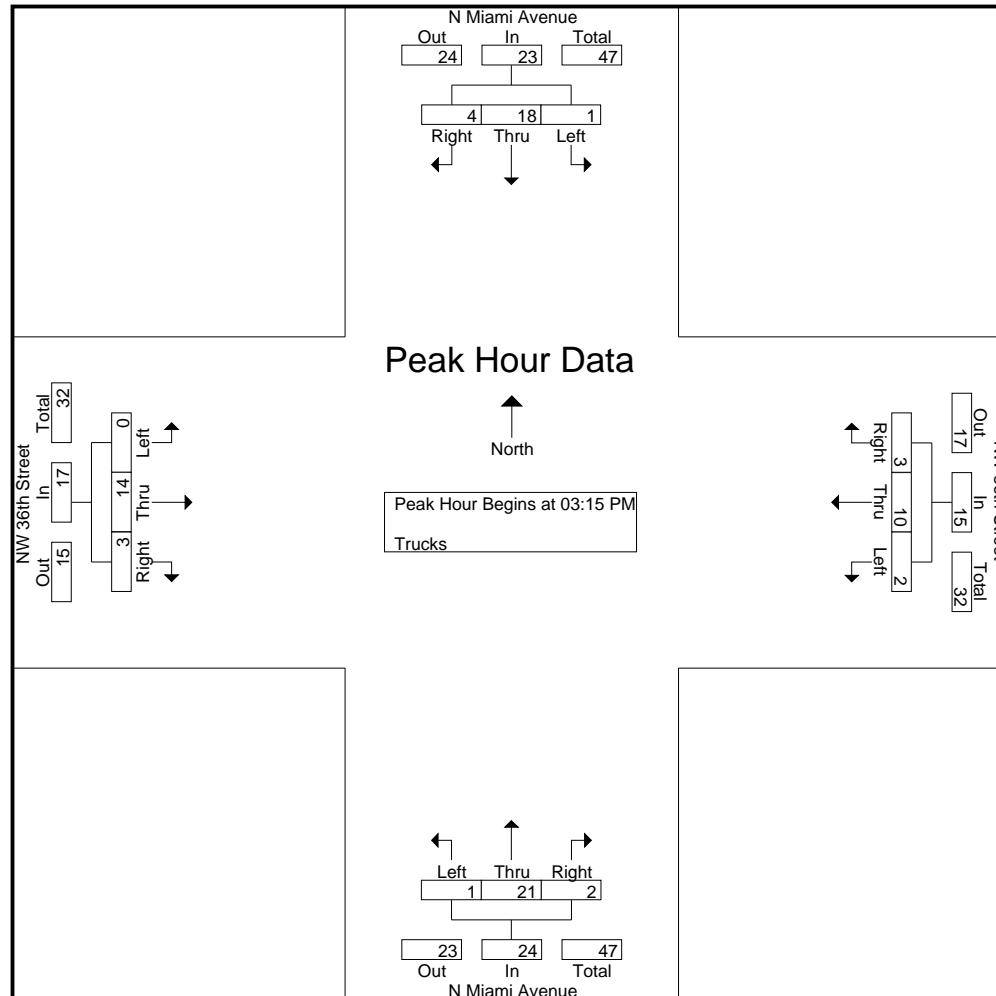 N Miami Avenue
Out In Total
24 23 47
4 18 1
Right Thru Left
Peak Hour Data
North
Peak Hour Begins at 03:15 PM
Trucks
NW 36th Street
Total In Out
32 17 15
0 14 3
Left Thru Right
Right Thru Left
3 10 2
17 15 32
Out In Total
Left Thru Right
1 21 2
23 24 47
Out In Total
N Miami Avenue